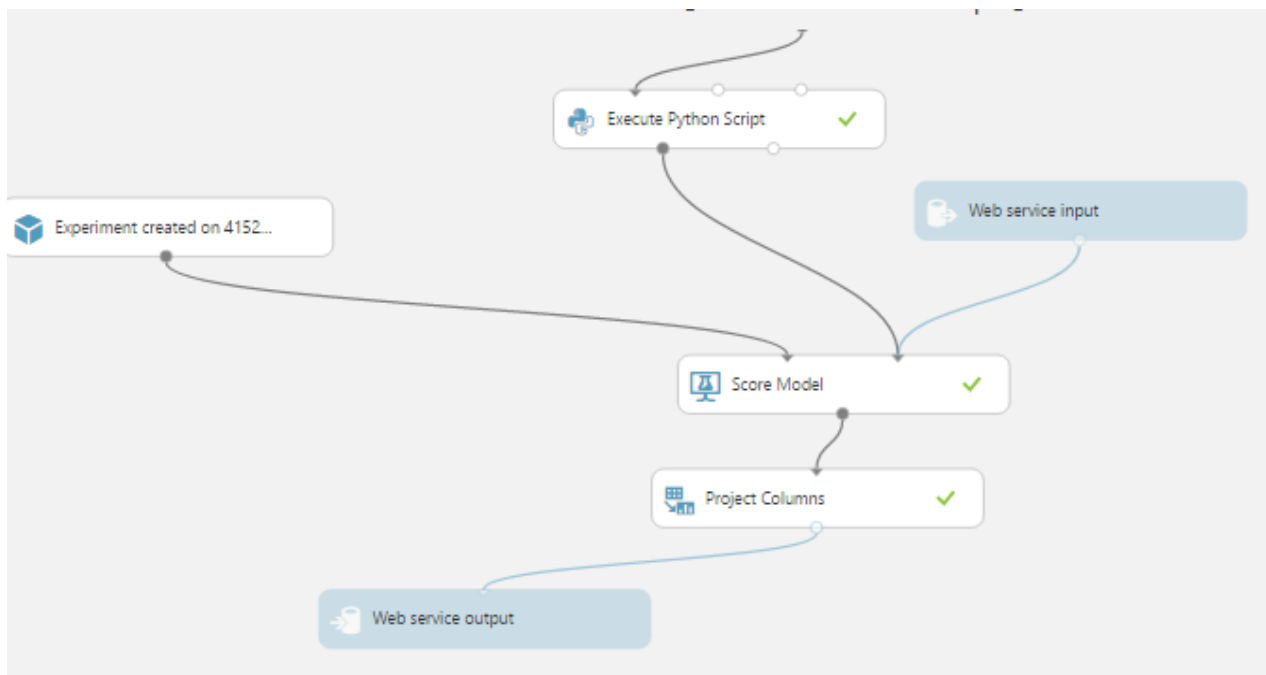 Execute Python Script
Web service input
Experiment created on 4152...
Score Model
Project Columns
Web service output